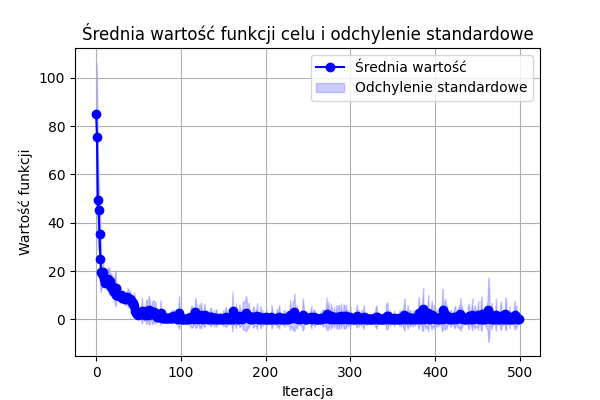 Średnia wartość funkcji celu i odchylenie standardowe
Średnia wartość
Odchylenie standardowe
Wartość funkcji
100
80
60
40
20
0
0 100 200 300 400 500
Iteracja